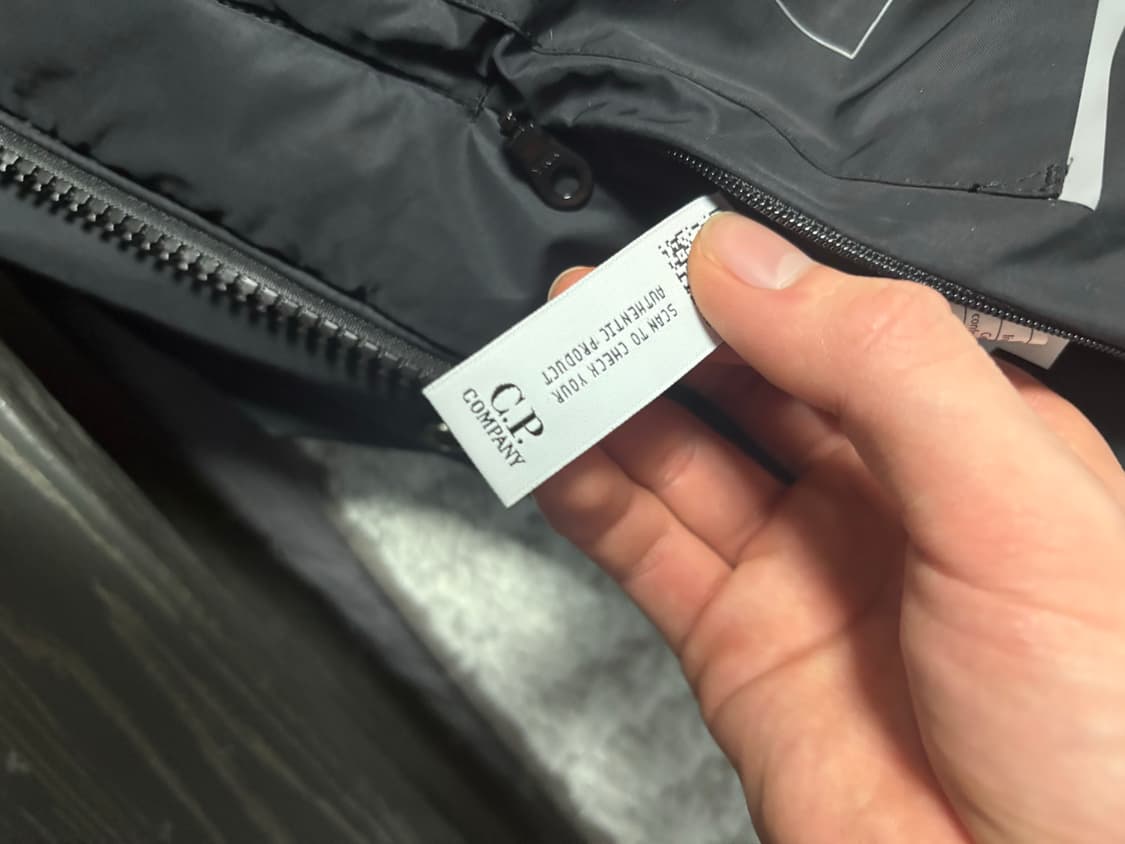 SCAN TO CHECK YOUR
AUTHENTIC PRODUCT
C.P.
COMPANY